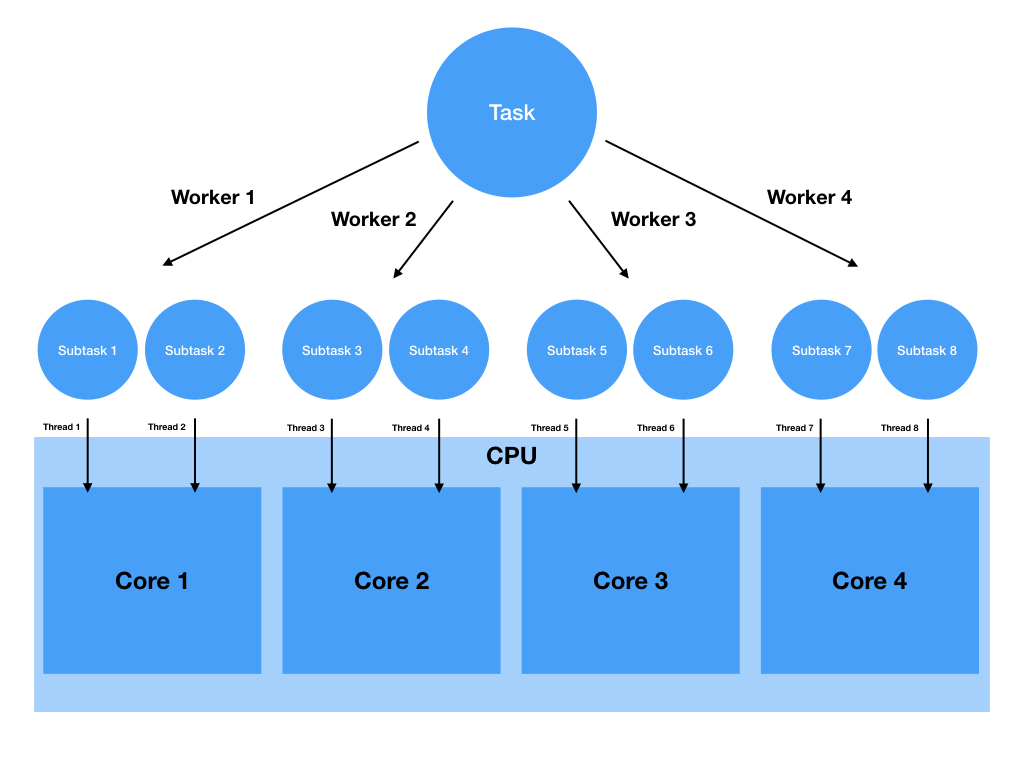 Task
Worker 1
Worker 2
Worker 3
Worker 4
Subtask 1
Subtask 2
Subtask 3
Subtask 4
Subtask 5
Subtask 6
Subtask 7
Subtask 8
Thread 1
Thread 2
Thread 3
Thread 4
Thread 5
Thread 6
Thread 7
Thread 8
CPU
Core 1
Core 2
Core 3
Core 4